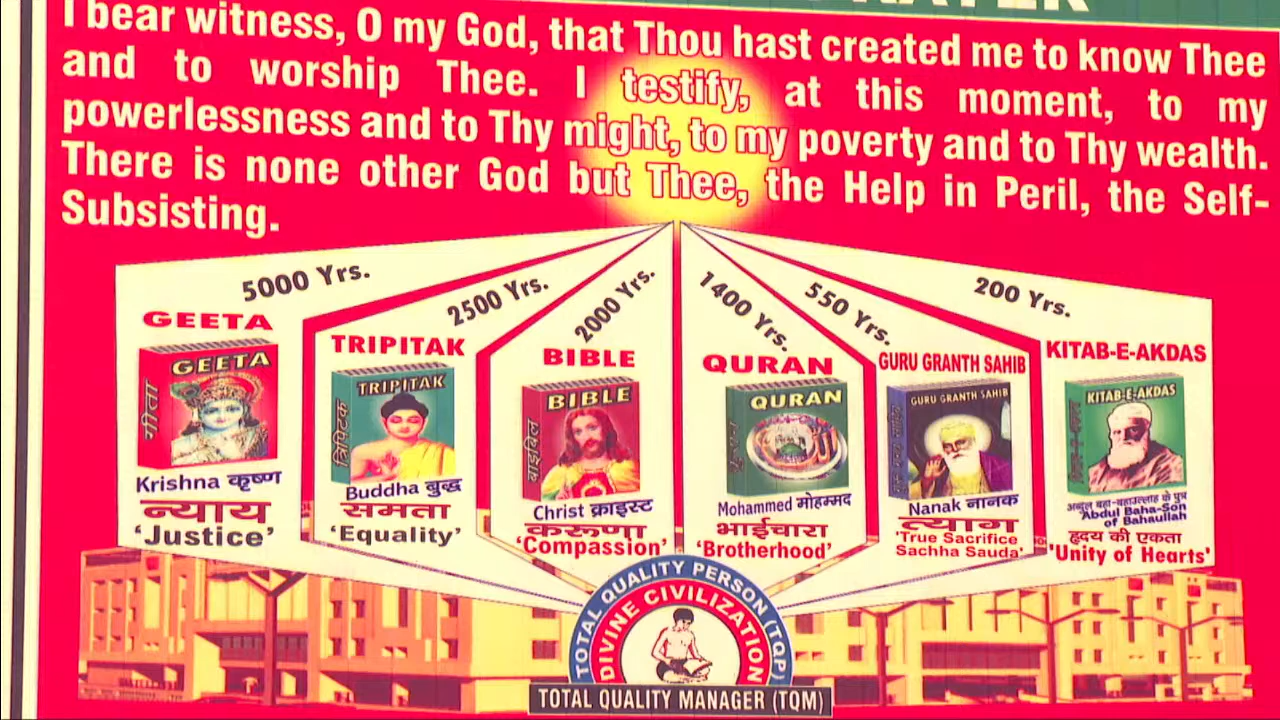 I bear witness, O my God, that Thou hast created me to know Thee
and to worship Thee. I testify, at this moment, to my
powerlessness and to Thy might, to my poverty and to Thy wealth.
There is none other God but Thee, the Help in Peril, the Self-
Subsisting.
5000 Yrs.
2500 Yrs.
2000 Yrs.
1400 Yrs.
550 Yrs.
200 Yrs.
GEETA
TRIPITAK
BIBLE
QURAN
GURU GRANTH SAHIB
KITAB-E-AKDAS
GEETA
गीता
TRIPITAK
त्रिपिटक
BIBLE
बाइबिल
QURAN
GURU GRANTH SAHIB
KITAB-E-AKDAS
Krishna कृष्ण
न्याय
'Justice'
Buddha बुद्ध
समता
'Equality'
Christ क्राइस्ट
करूणा
'Compassion'
Mohammed मोहम्मद
भाईचारा
'Brotherhood'
Nanak नानक
त्याग
'True Sacrifice
Sachha Sauda'
अब्दुल बहा-बहाउल्लाह के पुत्र
Abdul Baha-Son
of Bahaullah
हृदय की एकता
'Unity of Hearts'
TOTAL QUALITY PERSON (TQP)
DIVINE CIVILIZATION
TOTAL QUALITY MANAGER (TQM)